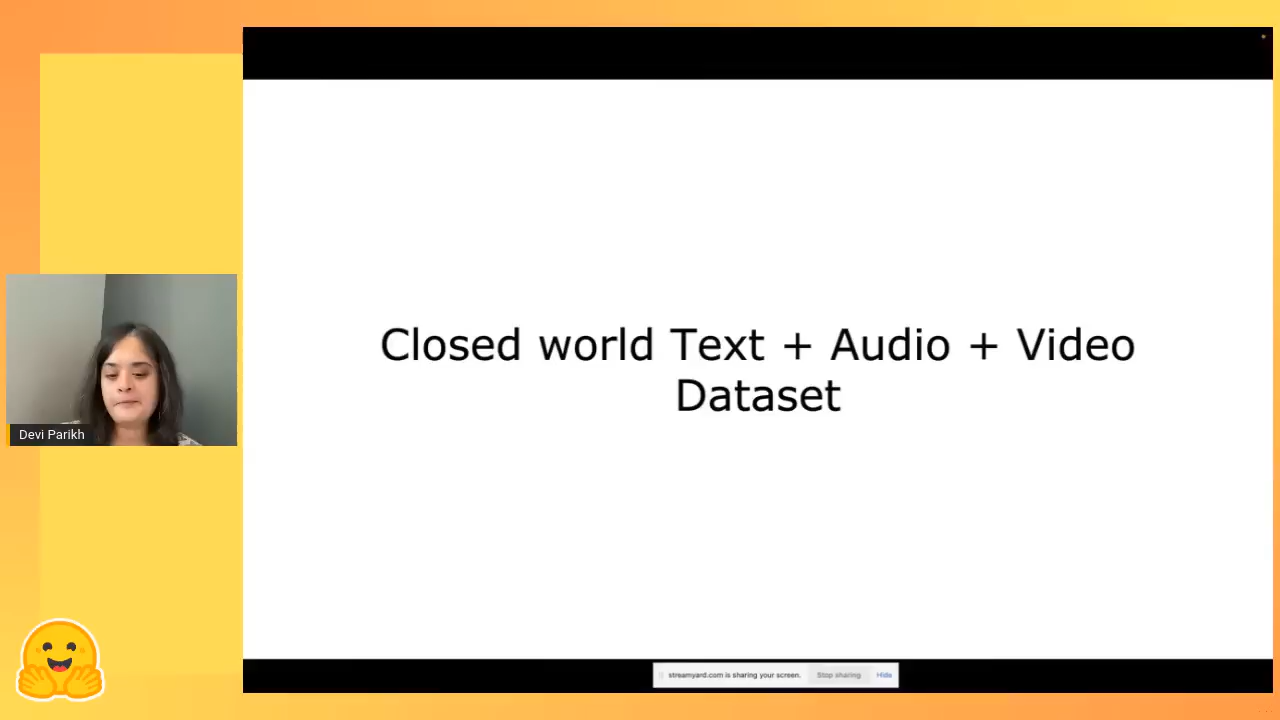 Closed world Text + Audio + Video
Dataset
Devi Parikh
streamyard.com is sharing your screen.
Stop sharing
Hide